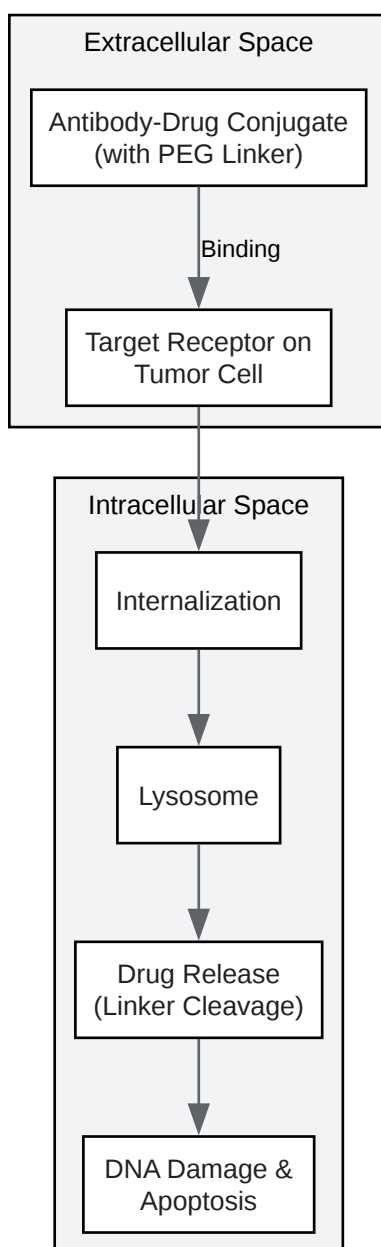 Extracellular Space
Antibody-Drug Conjugate
(with PEG Linker)
Binding
Target Receptor on
Tumor Cell
Intracellular Space
Internalization
Lysosome
Drug Release
(Linker Cleavage)
DNA Damage &
Apoptosis